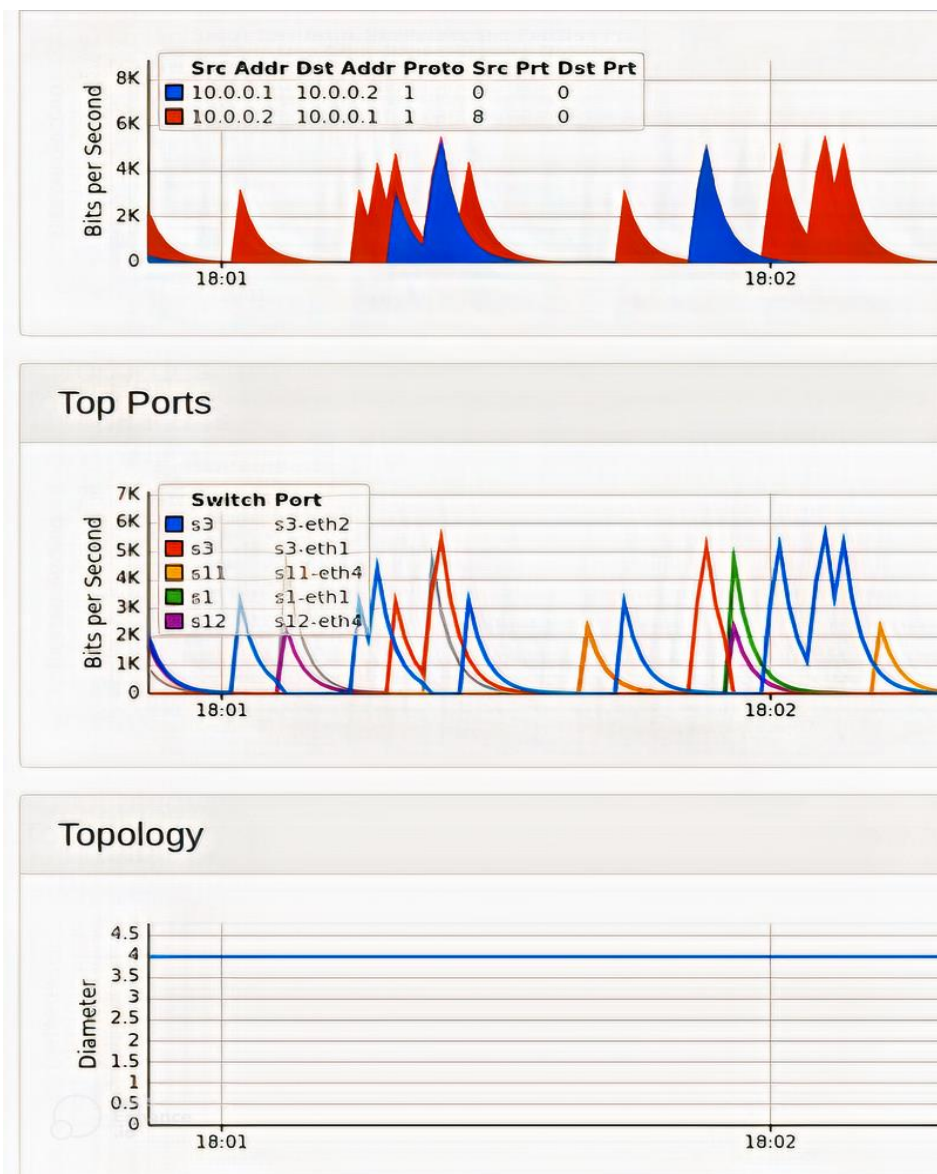 Src Addr Dst Addr Proto Src Prt Dst Prt
10.0.0.1 10.0.0.2 1 0 0
10.0.0.2 10.0.0.1 1 8 0
8K
6K
4K
2K
0
Bits per Second
18:01 18:02
Top Ports
Switch Port
s3 s3-eth2
s3 s3-eth1
s11 s11-eth4
s1 s1-eth1
s12 s12-eth4
7K
6K
5K
4K
3K
2K
1K
0
Bits per Second
18:01 18:02
Topology
4.5
4
3.5
3
2.5
2
1.5
1
0.5
0
Diameter
18:01 18:02